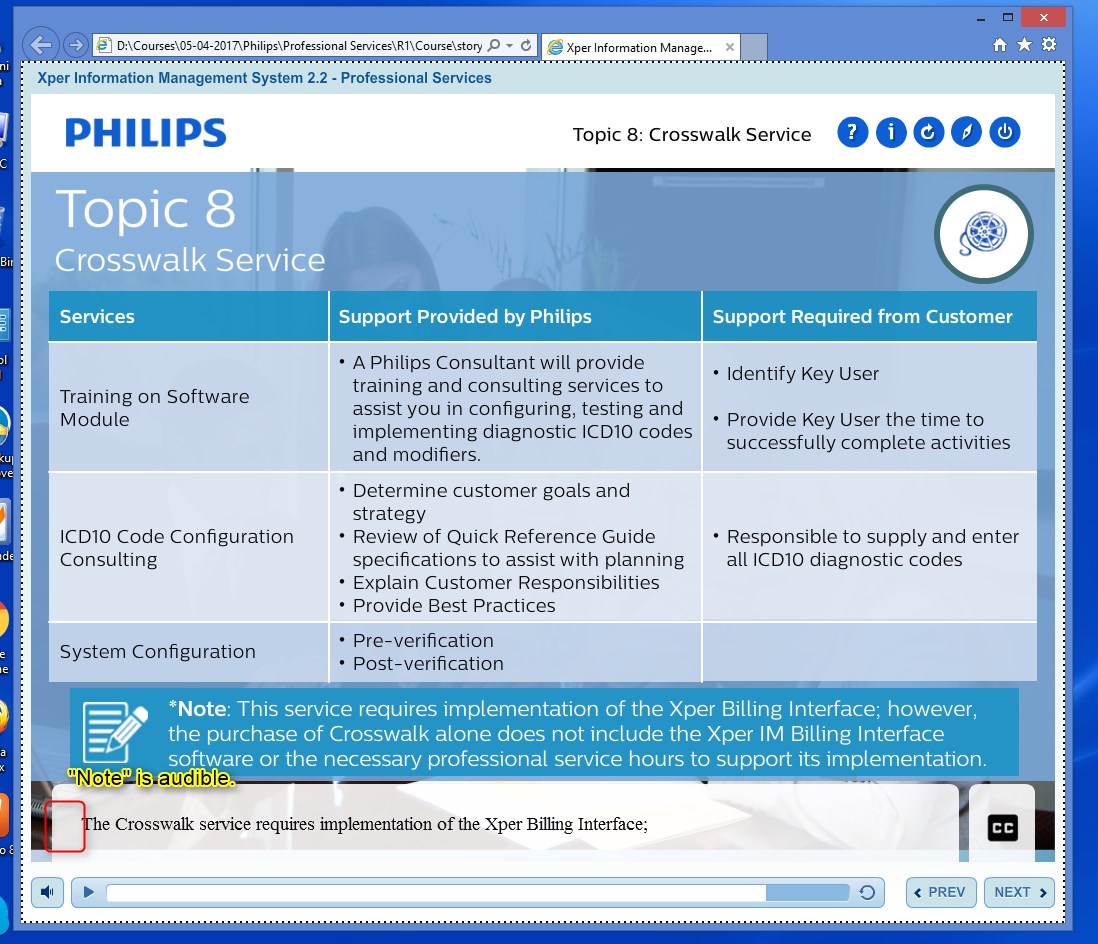 D:\Courses\05-04-2017\Philips\Professional Services\R1\Course\story
Xper Information Manage...
Xper Information Management System 2.2 - Professional Services
PHILIPS
Topic 8: Crosswalk Service
Topic 8
Crosswalk Service
Services
Support Provided by Philips
Support Required from Customer
Training on Software
Module
• A Philips Consultant will provide
training and consulting services to
assist you in configuring, testing and
implementing diagnostic ICD10 codes
and modifiers.
• Identify Key User
• Provide Key User the time to
successfully complete activities
ICD10 Code Configuration
Consulting
• Determine customer goals and
strategy
• Review of Quick Reference Guide
specifications to assist with planning
• Explain Customer Responsibilities
• Provide Best Practices
• Responsible to supply and enter
all ICD10 diagnostic codes
System Configuration
• Pre-verification
• Post-verification
*Note: This service requires implementation of the Xper Billing Interface; however,
the purchase of Crosswalk alone does not include the Xper IM Billing Interface
software or the necessary professional service hours to support its implementation.
"Note" is audible.
The Crosswalk service requires implementation of the Xper Billing Interface;
CC
PREV
NEXT